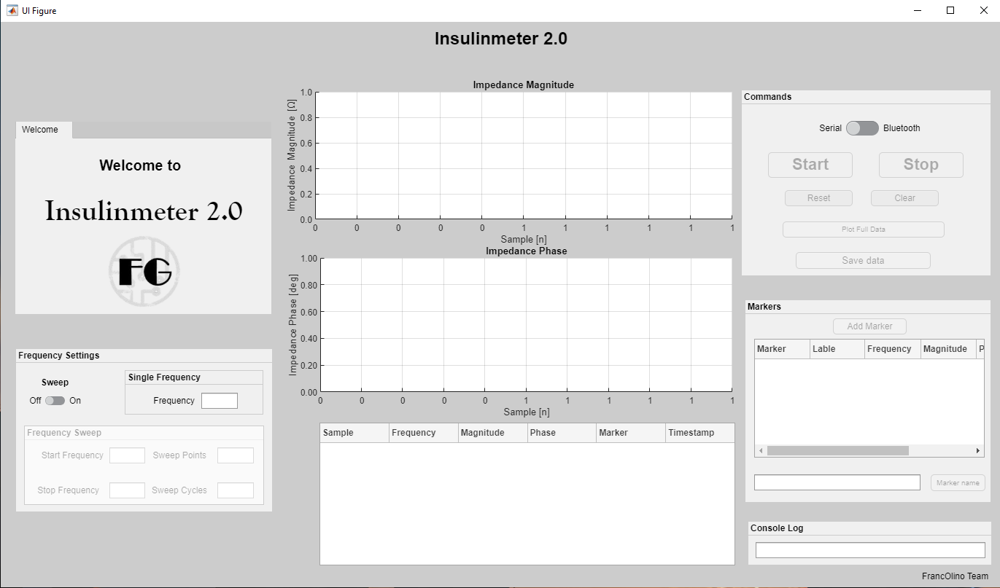 UI Figure
Insulinmeter 2.0
Welcome
Welcome to
Insulinmeter 2.0
FG
Frequency Settings
Sweep
Off On
Single Frequency
Frequency
Frequency Sweep
Start Frequency Sweep Points
Stop Frequency Sweep Cycles
Impedance Magnitude
Impedance Magnitude [Ω]
1.0
0.8
0.6
0.4
0.2
0.0
0 0 0 0 0 1 1 1 1 1 1
Sample [n]
Impedance Phase
Impedance Phase [deg]
1.00
0.80
0.60
0.40
0.20
0.00
0 0 0 0 0 1 1 1 1 1 1
Sample [n]
Sample Frequency Magnitude Phase Marker Timestamp
Commands
Serial Bluetooth
Start Stop
Reset Clear
Plot Full Data
Save data
Markers
Add Marker
Marker Lable Frequency Magnitude P
Marker name
Console Log
FrancOlino Team